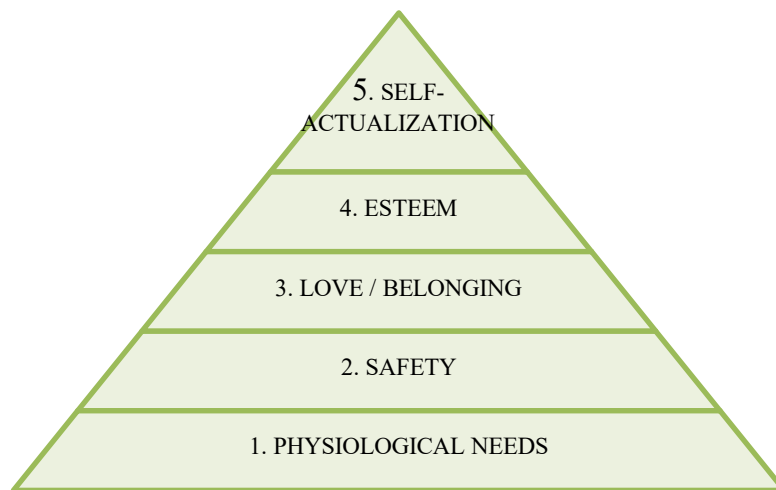 5. SELF-
ACTUALIZATION
4. ESTEEM
3. LOVE / BELONGING
2. SAFETY
1. PHYSIOLOGICAL NEEDS